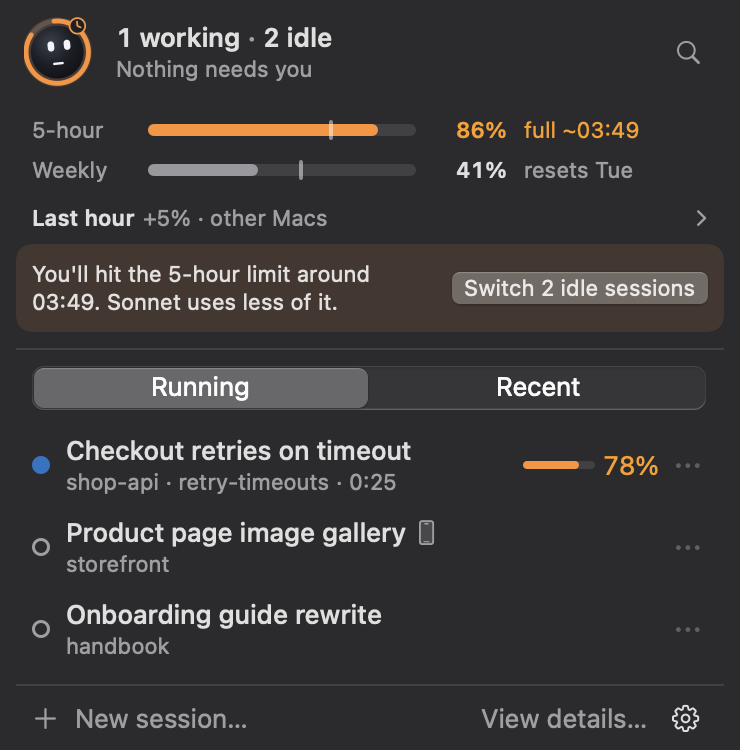 1 working · 2 idle
Nothing needs you
5-hour 86% full ~03:49
Weekly 41% resets Tue
Last hour +5% · other Macs
You'll hit the 5-hour limit around
03:49. Sonnet uses less of it.
Switch 2 idle sessions
Running Recent
Checkout retries on timeout
78%
shop-api · retry-timeouts · 0:25
Product page image gallery
storefront
Onboarding guide rewrite
handbook
New session... View details...